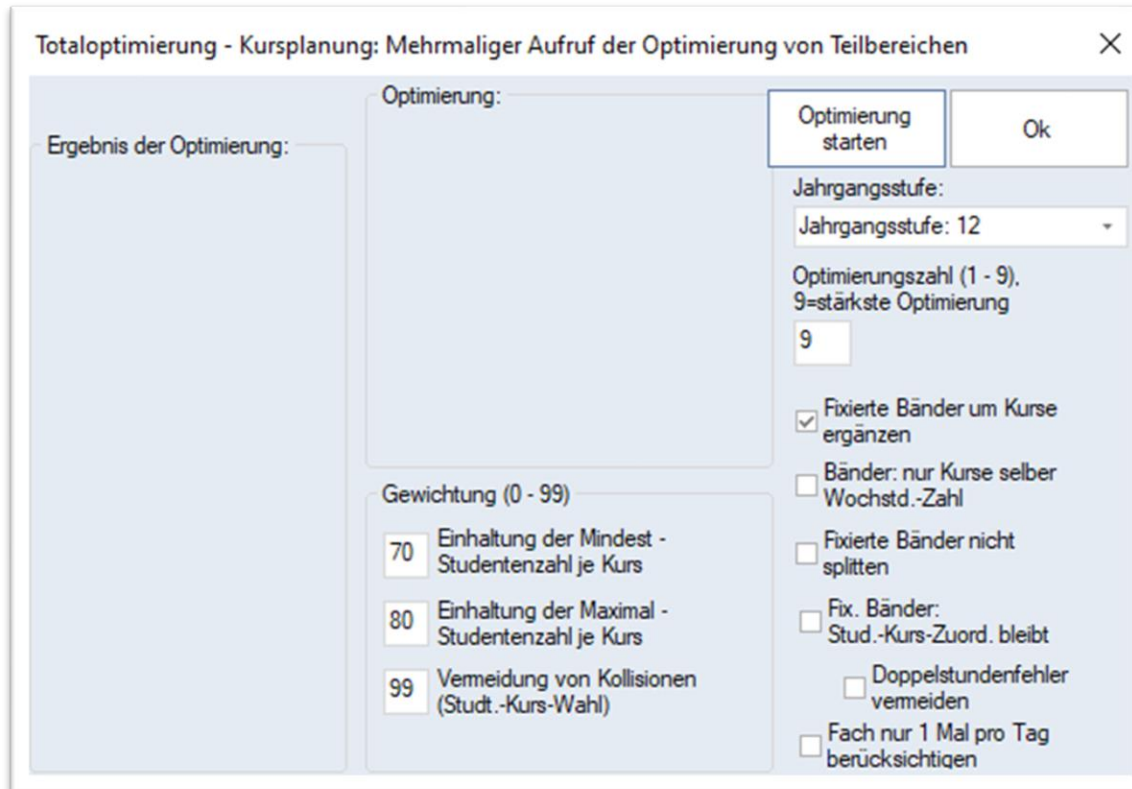 Totaloptimierung - Kursplanung: Mehrmaliger Aufruf der Optimierung von Teilbereichen
Ergebnis der Optimierung:
Optimierung:
Gewichtung (0 - 99)
70
Einhaltung der Mindest -
Studentenzahl je Kurs
80
Einhaltung der Maximal -
Studentenzahl je Kurs
99
Vermeidung von Kollisionen
(Studt.-Kurs-Wahl)
Optimierung
starten
Ok
Jahrgangsstufe:
Jahrgangsstufe: 12
Optimierungszahl (1 - 9),
9=stärkste Optimierung
9
Fixierte Bänder um Kurse
ergänzen
Bänder: nur Kurse selber
Wochstd.-Zahl
Fixierte Bänder nicht
splitten
Fix. Bänder:
Stud.-Kurs-Zuord. bleibt
Doppelstundenfehler
vermeiden
Fach nur 1 Mal pro Tag
berücksichtigen